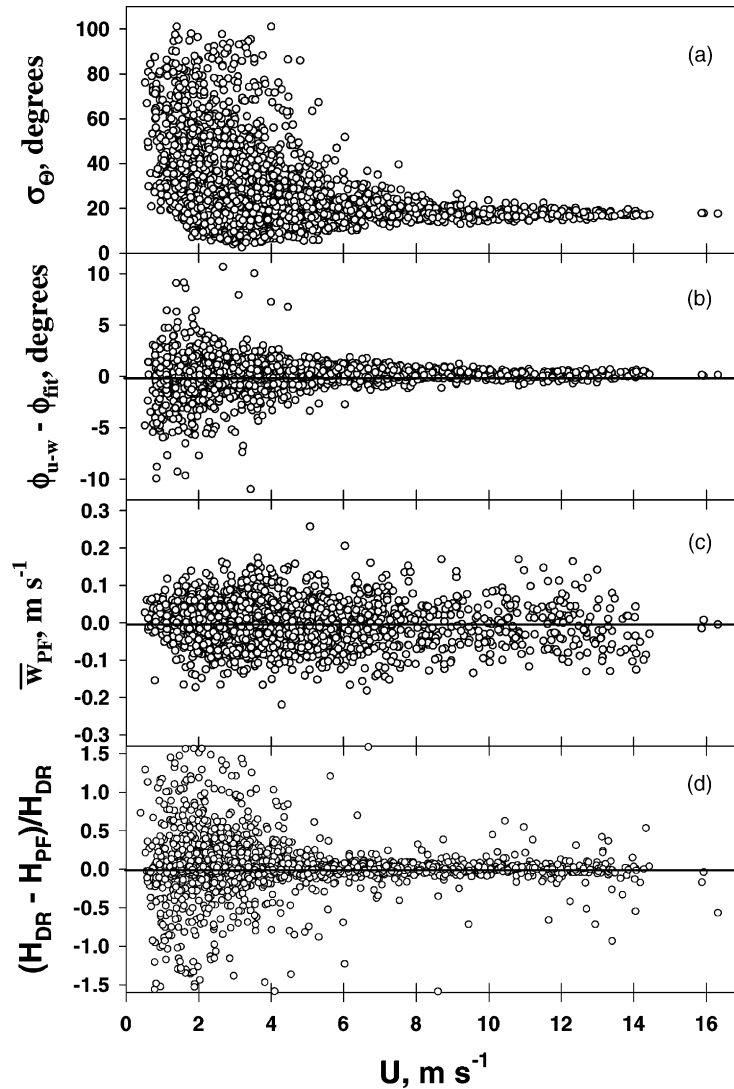 (a)
100
80
60
40
20
0
σΘ, degrees
(b)
10
5
0
-5
-10
ϕu-w - ϕfit, degrees
(c)
0.3
0.2
0.1
0.0
-0.1
-0.2
-0.3
w̅PF, m s-1
(d)
1.5
1.0
0.5
0.0
-0.5
-1.0
-1.5
(HDR - HPF)/HDR
0 2 4 6 8 10 12 14 16
U, m s-1